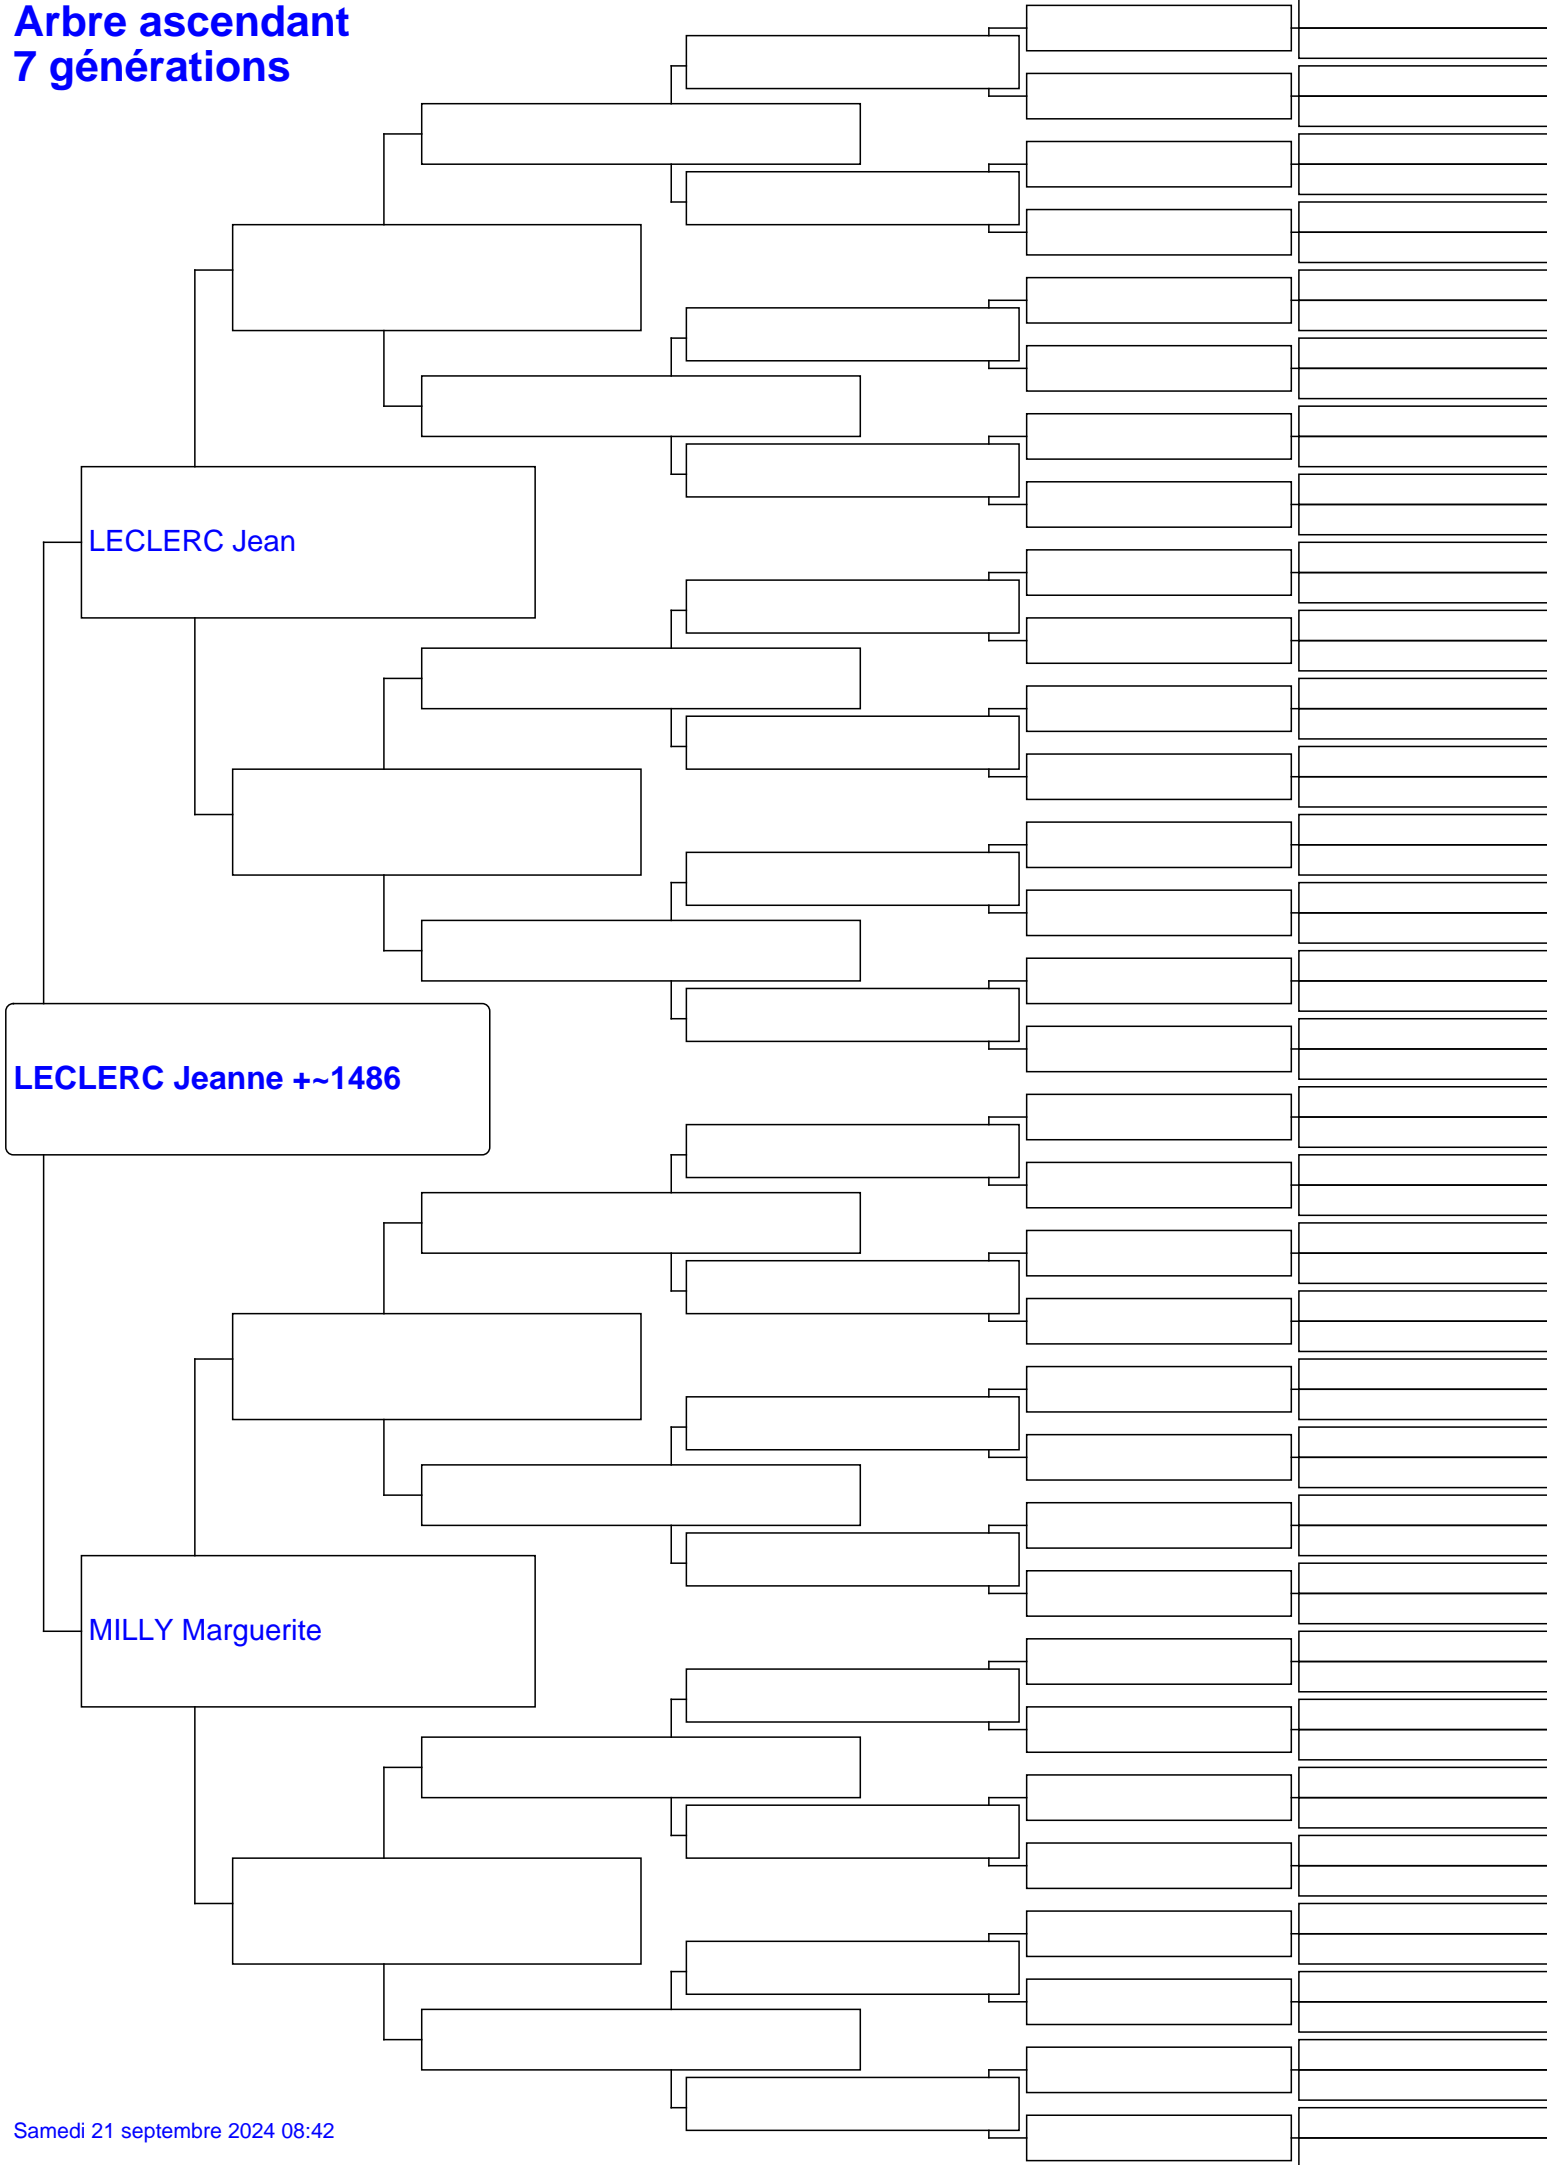 Arbre ascendant
7 générations
LECLERC Jean
LECLERC Jeanne +~1486
MILLY Marguerite
Samedi 21 septembre 2024 08:42